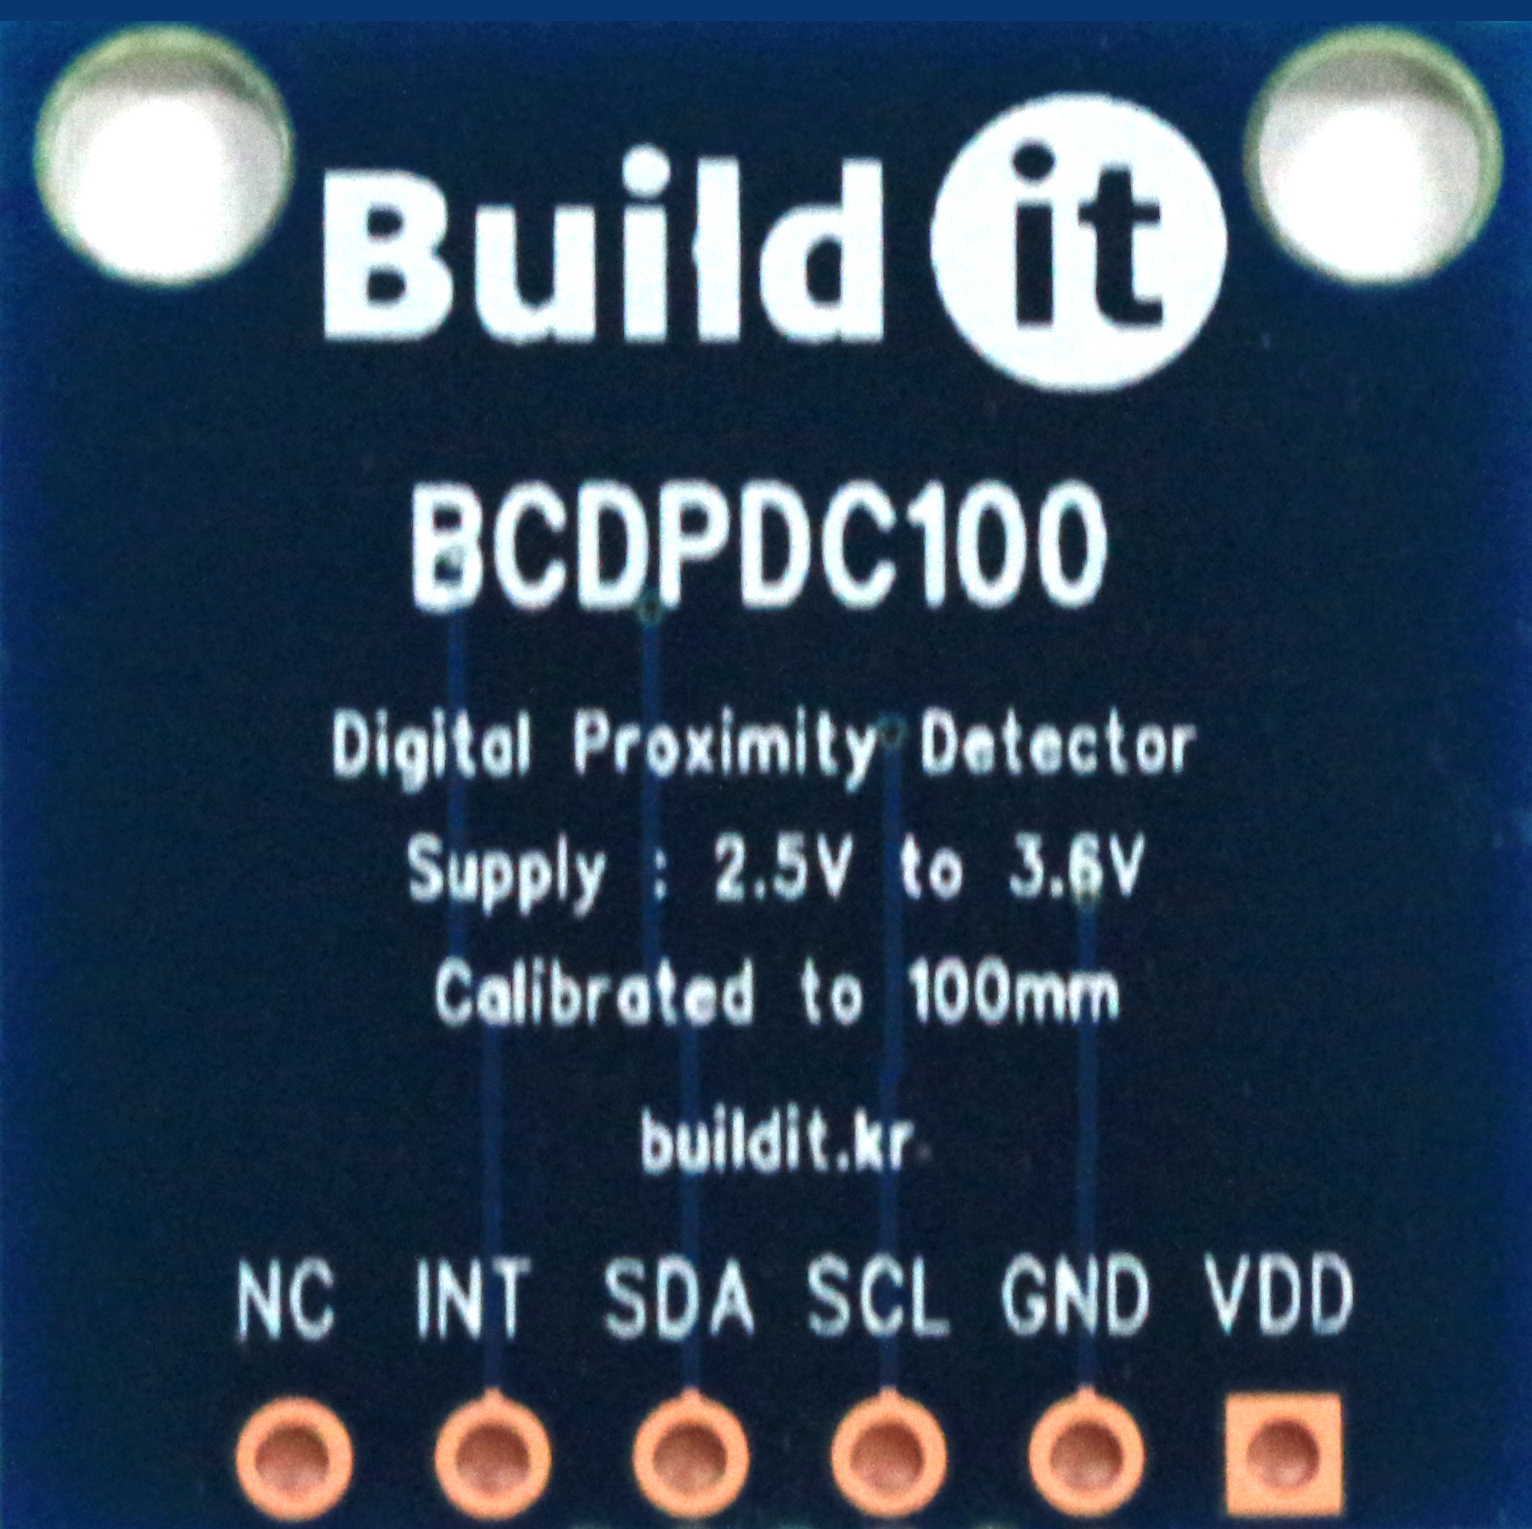 Build it
BCDPDC100
Digital Proximity Detector
Supply : 2.5V to 3.6V
Calibrated to 100mm
buildit.kr
NC INT SDA SCL GND VDD